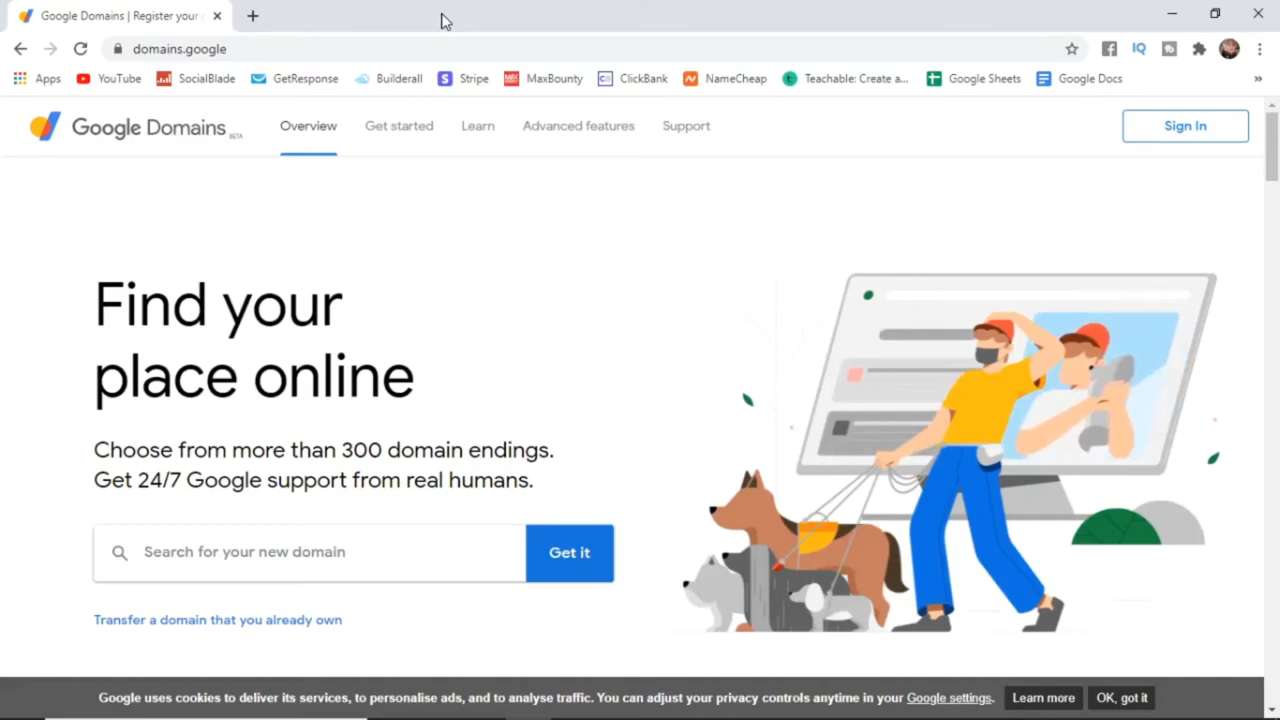 Google Domains | Register your
domains.google
IQ
Apps YouTube SocialBlade GetResponse Builderall Stripe MaxBounty ClickBank NameCheap Teachable: Create a... Google Sheets Google Docs »
Google Domains BETA Overview Get started Learn Advanced features Support Sign In
Find your
place online
Choose from more than 300 domain endings.
Get 24/7 Google support from real humans.
Search for your new domain Get it
Transfer a domain that you already own
Google uses cookies to deliver its services, to personalise ads, and to analyse traffic. You can adjust your privacy controls anytime in your Google settings. Learn more OK, got it